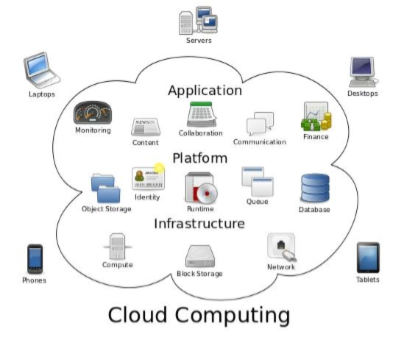 Servers
Laptops
Desktops
Application
Monitoring
Content
Collaboration
Communication
Finance
Platform
Object Storage
Identity
Runtime
Queue
Database
Infrastructure
Compute
Block Storage
Network
Phones
Tablets
Cloud Computing